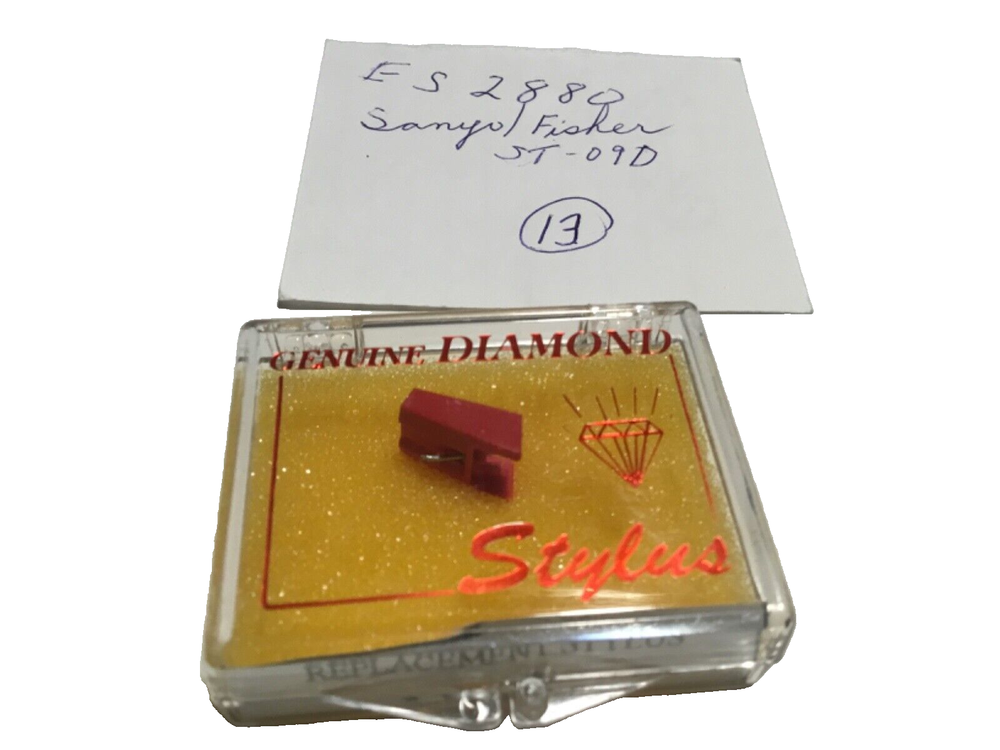 ES 2880
Sanyo/Fisher
ST-09D
13
GENUINE DIAMOND
Stylus
REPLACEMENT STYLUS